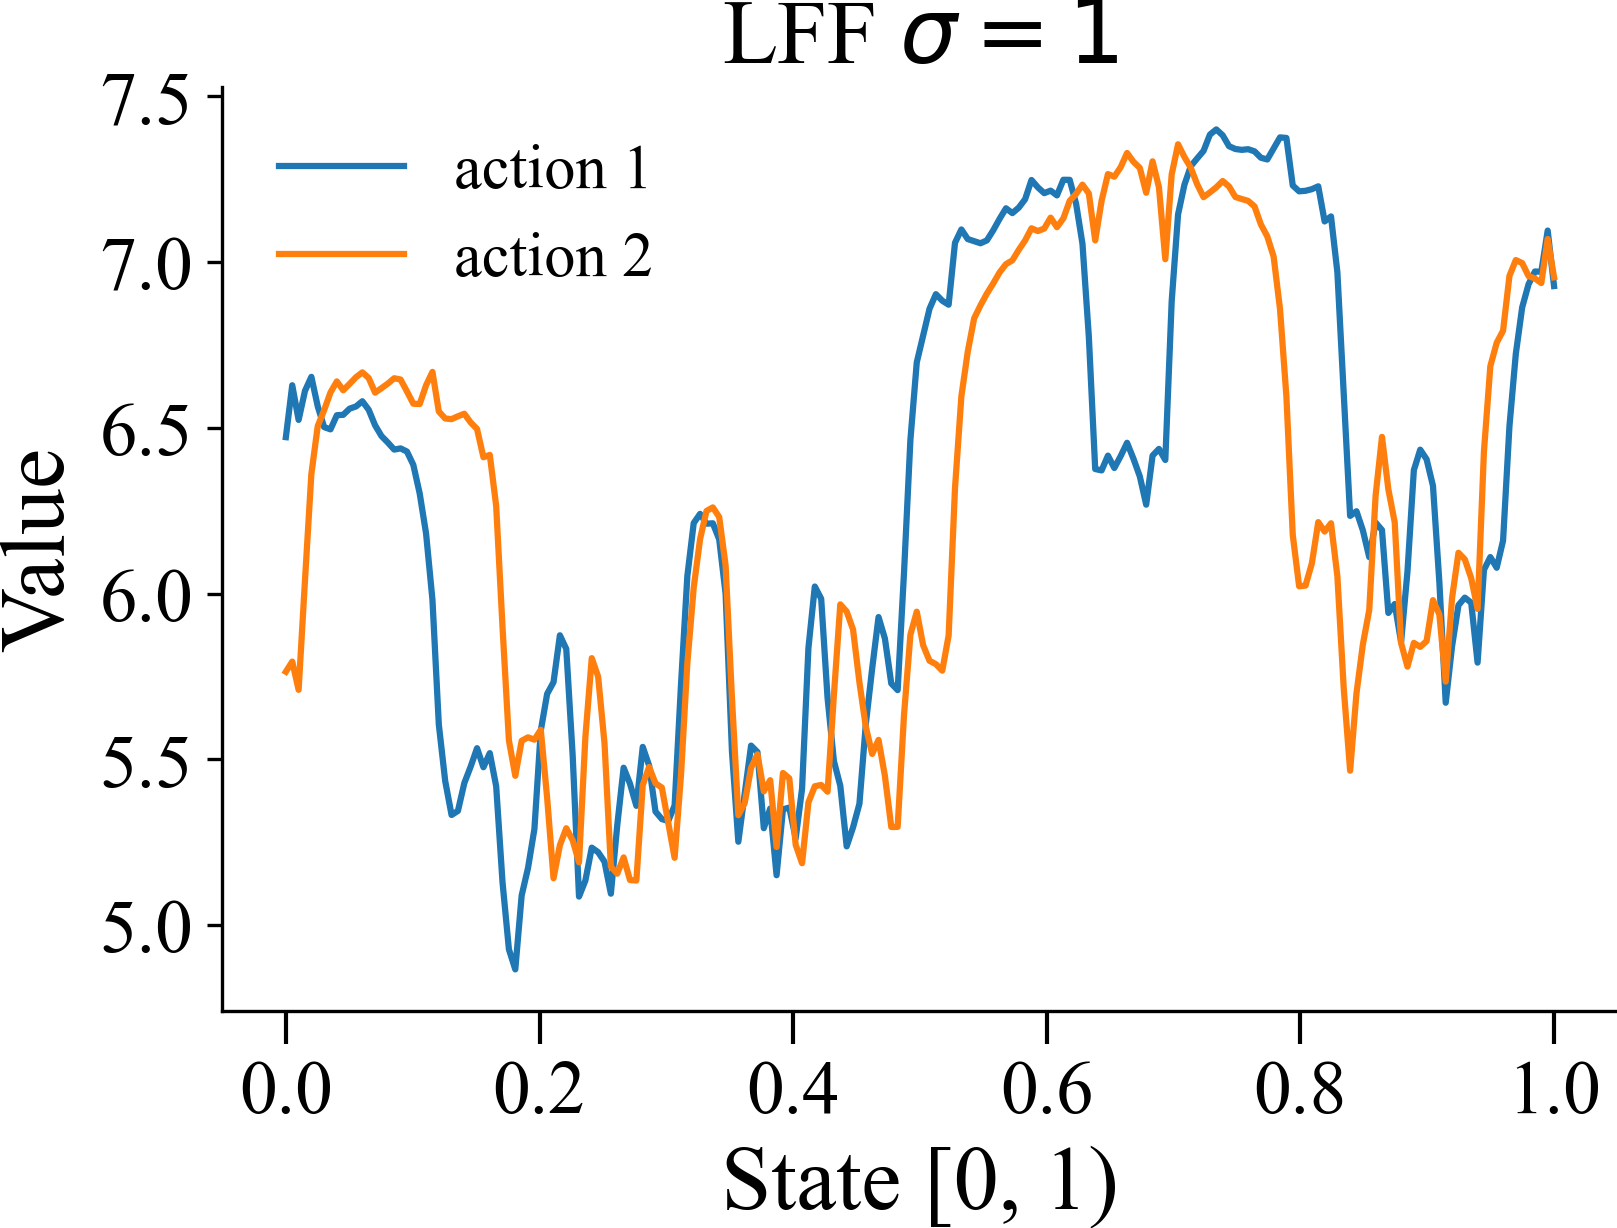 LFF σ = 1
7.5
7.0
6.5
6.0
5.5
5.0
Value
action 1
action 2
0.0 0.2 0.4 0.6 0.8 1.0
State [0, 1)